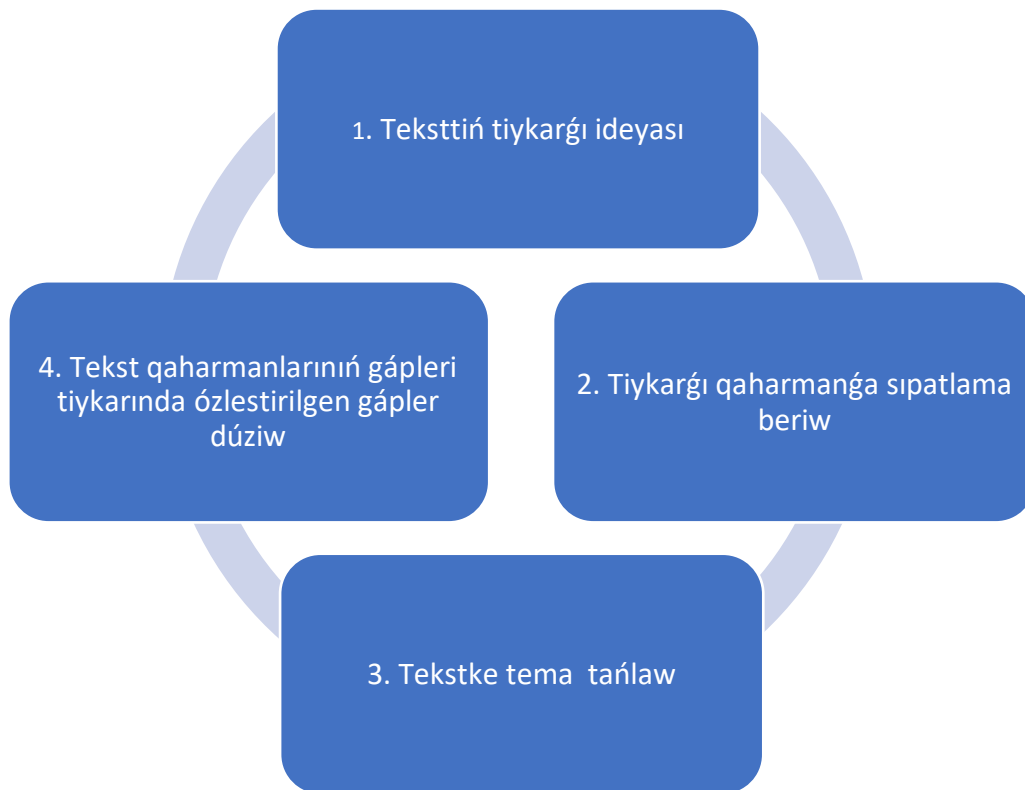 1. Teksttiń tiykarǵı ideyası
2. Tiykarǵı qaharmanǵa sıpatlama
beriw
3. Tekstke tema  tańlaw
4. Tekst qaharmanlarınıń gápleri
tiykarında ózlestirilgen gápler
dúziw